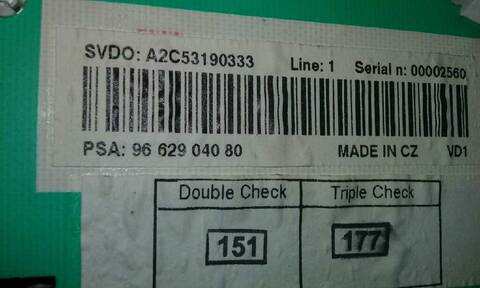 SVDO: A2C53190333 Line: 1 Serial n: 00002560
PSA: 96 629 040 80 MADE IN CZ VD1
Double Check Triple Check
151 177